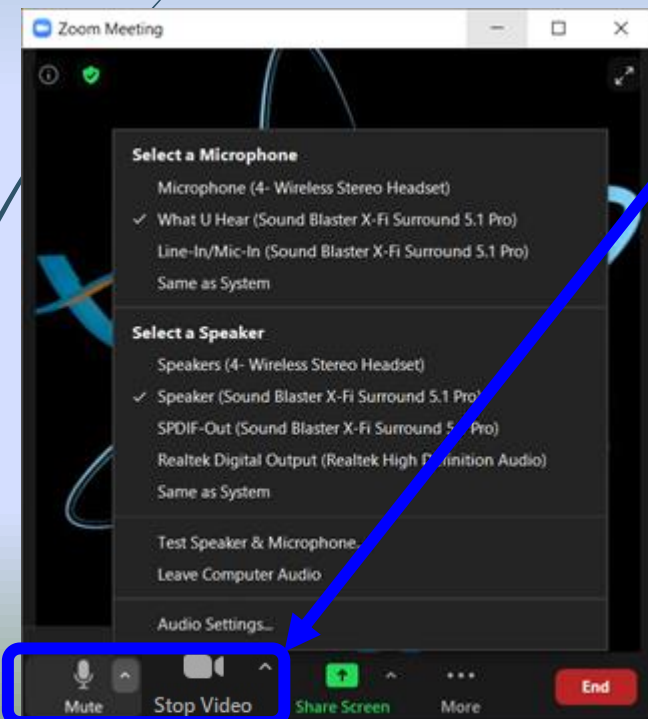 Zoom Meeting
Select a Microphone
Microphone (4- Wireless Stereo Headset)
What U Hear (Sound Blaster X-Fi Surround 5.1 Pro)
Line-In/Mic-In (Sound Blaster X-Fi Surround 5.1 Pro)
Same as System
Select a Speaker
Speakers (4- Wireless Stereo Headset)
Speaker (Sound Blaster X-Fi Surround 5.1 Pro)
SPDIF-Out (Sound Blaster X-Fi Surround 5.1 Pro)
Realtek Digital Output (Realtek High Definition Audio)
Same as System
Test Speaker & Microphone...
Leave Computer Audio
Audio Settings...
Mute Stop Video Share Screen More End